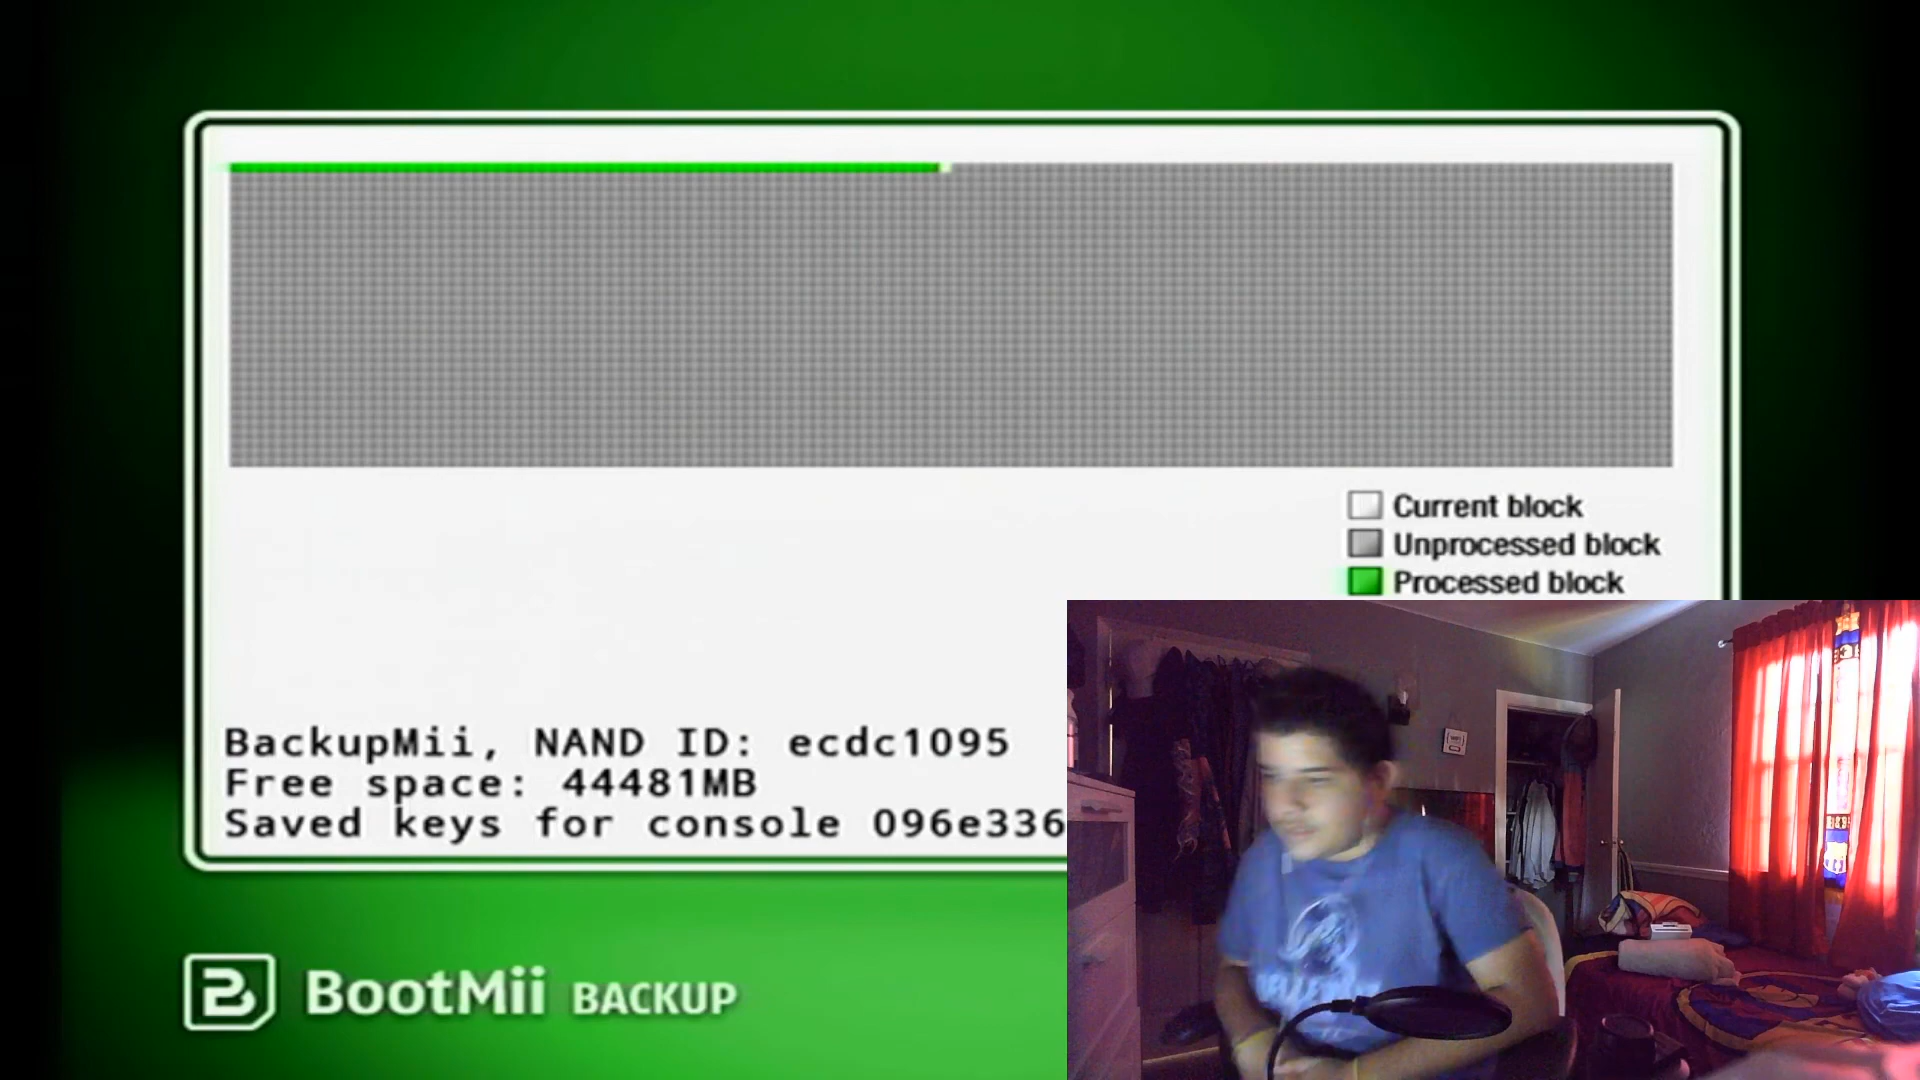 Current block
Unprocessed block
Processed block
BackupMii, NAND ID: ecdc1095
Free space: 44481MB
Saved keys for console 096e336
BootMii BACKUP